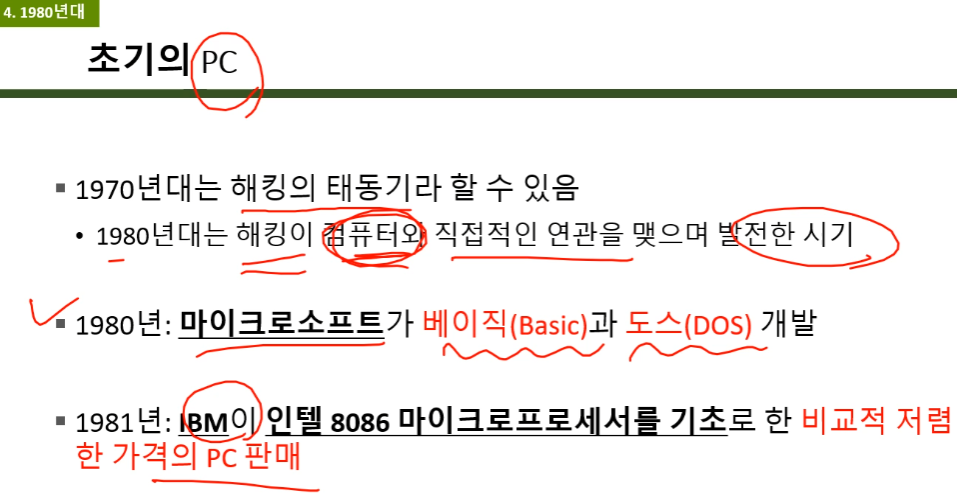 4. 1980년대
초기의 PC
▪ 1970년대는 해킹의 태동기라 할 수 있음
• 1980년대는 해킹이 컴퓨터와 직접적인 연관을 맺으며 발전한 시기
▪ 1980년: 마이크로소프트가 베이직(Basic)과 도스(DOS) 개발
▪ 1981년: IBM이 인텔 8086 마이크로프로세서를 기초로 한 비교적 저렴
한 가격의 PC 판매